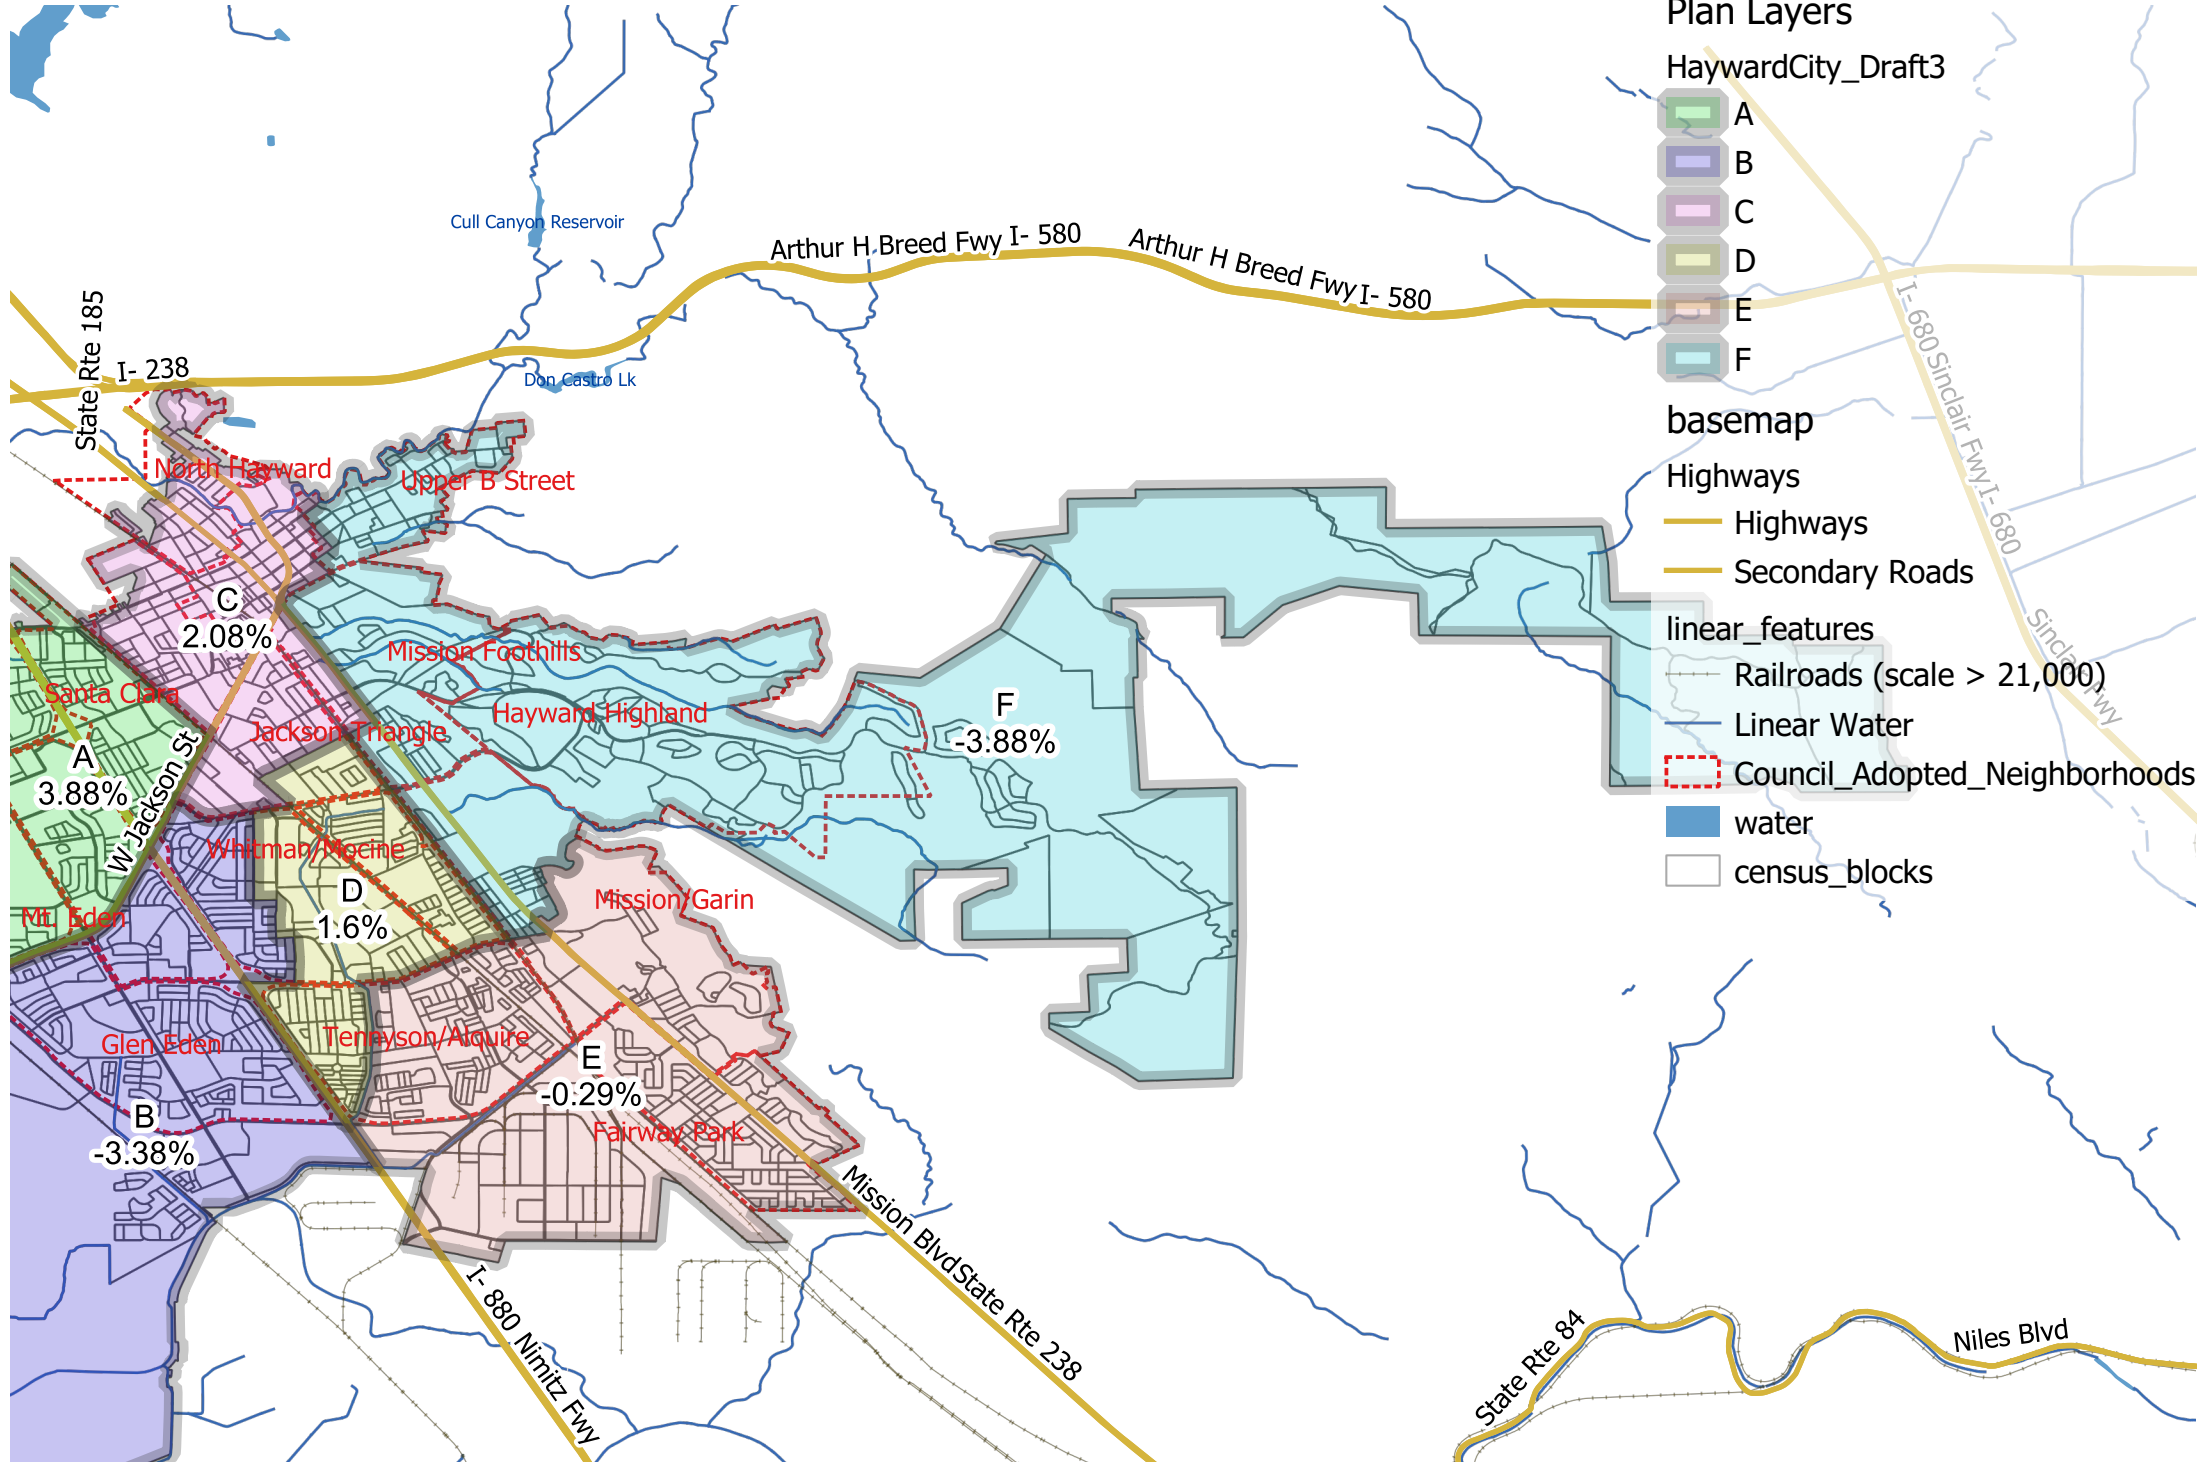 Plan Layers
HaywardCity_Draft3
A
B
C
D
E
F
basemap
Highways
Highways
Secondary Roads
linear_features
Railroads (scale > 21,000)
Linear Water
Council_Adopted_Neighborhoods
water
census_blocks
Cull Canyon Reservoir
Arthur H Breed Fwy I- 580
Arthur H Breed Fwy I- 580
State Rte 185
I- 238
Don Castro Lk
I- 680 Sinclair Fwy I- 680
Sinclair Fwy
North Hayward
Upper B Street
C
2.08%
Mission Foothills
Santa Clara
Hayward Highland
F
-3.88%
Jackson Triangle
A
3.88%
W Jackson St
Whitman/Mocine
D
1.6%
Mission/Garin
Mt. Eden
Glen Eden
Tennyson/Alquire
E
-0.29%
B
-3.38%
Fairway Park
Mission Blvd State Rte 238
I- 880 Nimitz Fwy
State Rte 84
Niles Blvd